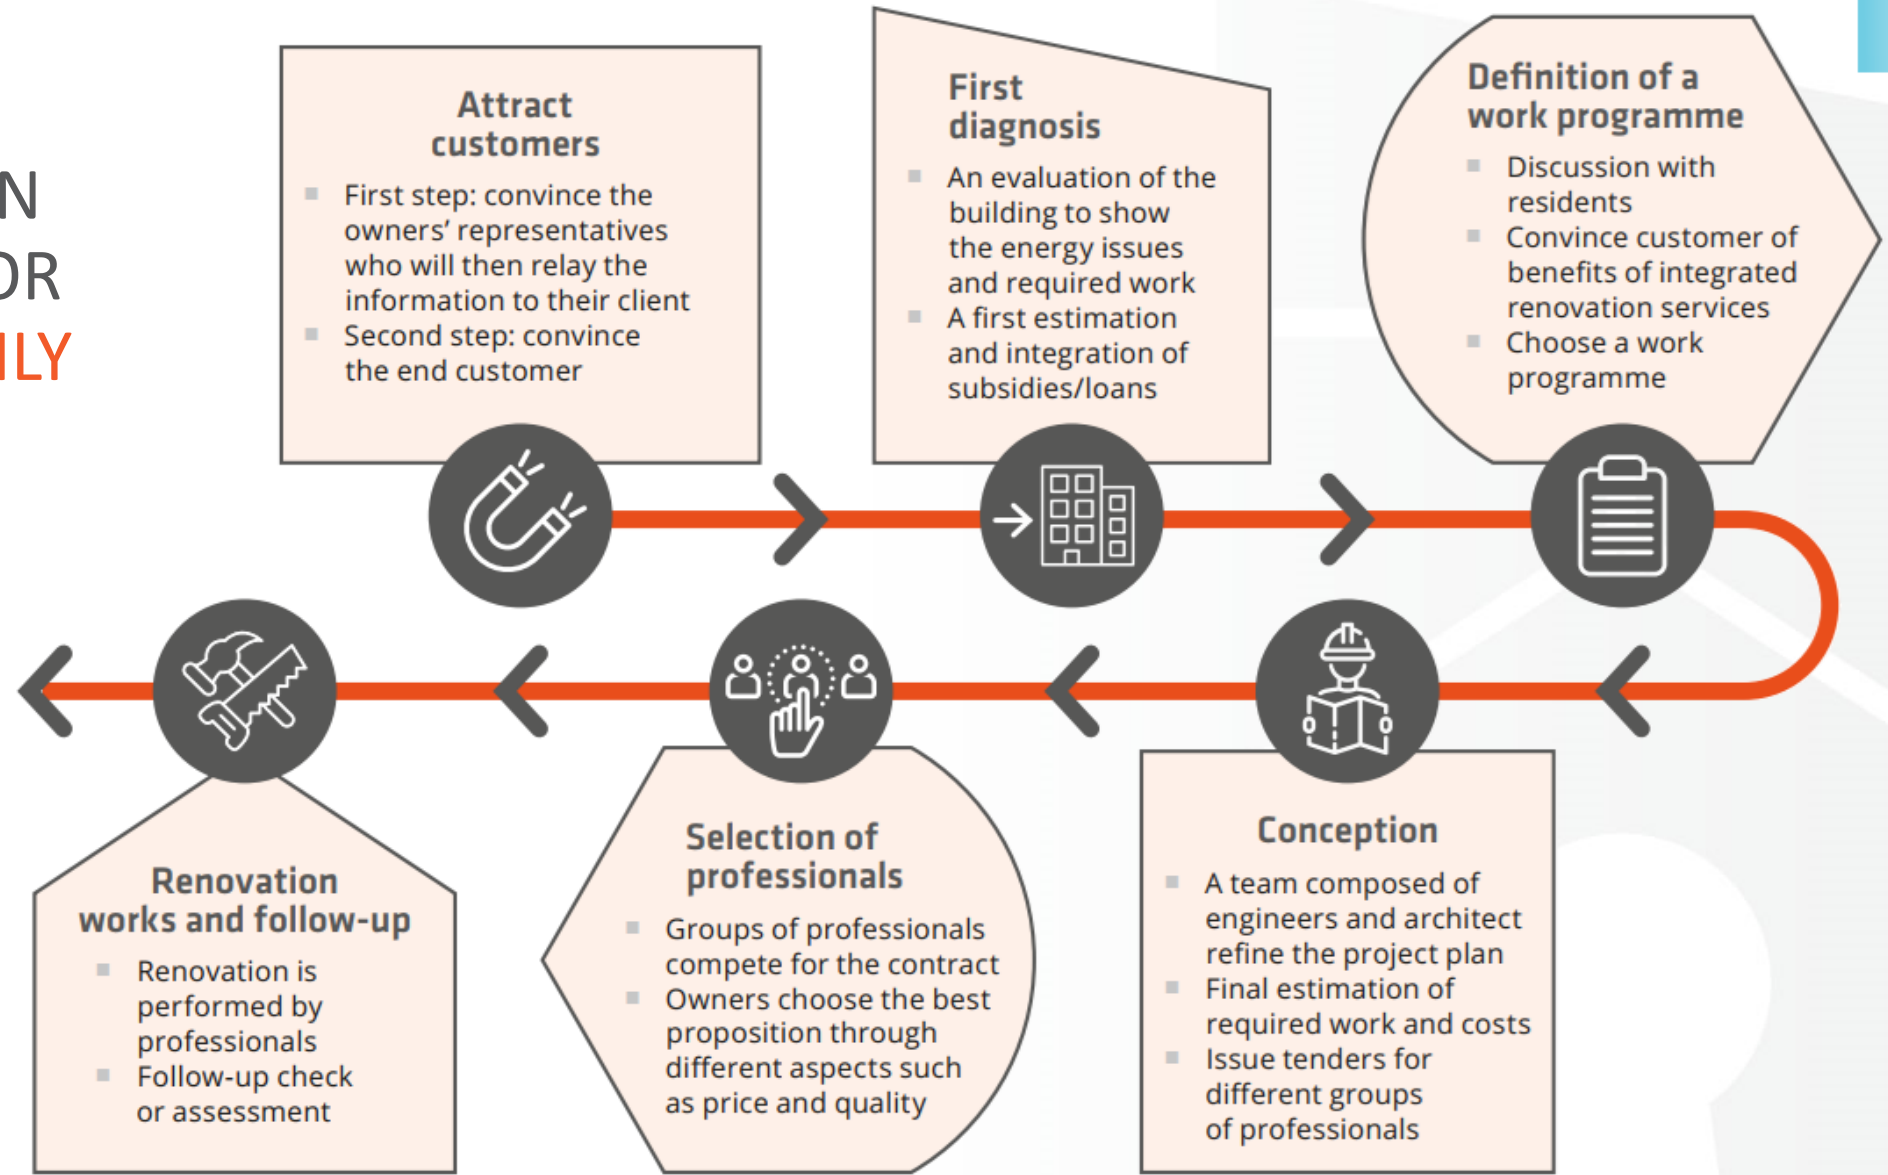 N
OR
ILY
Attract
customers
First step: convince the
owners’ representatives
who will then relay the
information to their client
Second step: convince
the end customer
First
diagnosis
An evaluation of the
building to show
the energy issues
and required work
A first estimation
and integration of
subsidies/loans
Definition of a
work programme
Discussion with
residents
Convince customer of
benefits of integrated
renovation services
Choose a work
programme
Conception
A team composed of
engineers and architect
refine the project plan
Final estimation of
required work and costs
Issue tenders for
different groups
of professionals
Selection of
professionals
Groups of professionals
compete for the contract
Owners choose the best
proposition through
different aspects such
as price and quality
Renovation
works and follow-up
Renovation is
performed by
professionals
Follow-up check
or assessment